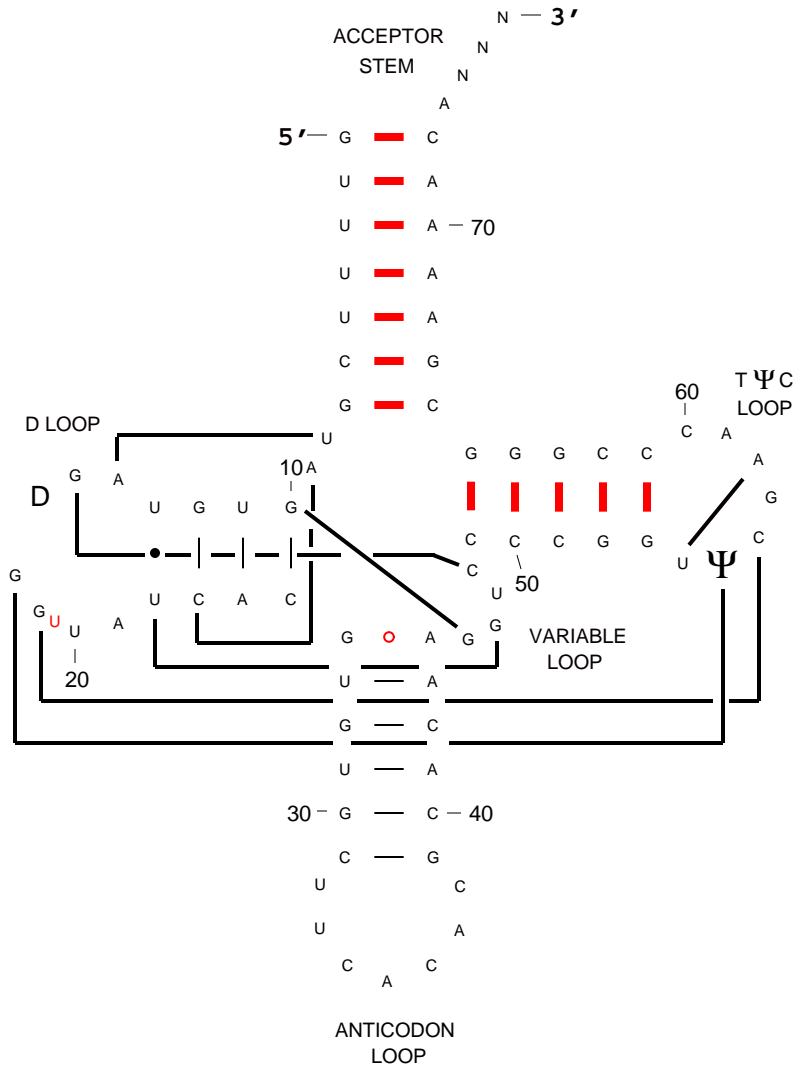 N 3′
ACCEPTOR N
STEM N
A
5′ G C
U A
U A 70
U A
U A
C G
G C
T Ψ C
60 LOOP
D LOOP U C A
G G G C C
G A 10 A A
D U G U G G
C C C G G U Ψ C
G C 50
G U U A U C A C U
G A G G VARIABLE
20 LOOP
U A
G C
U A
30 G C 40
C G
U C
U A
C C
A
ANTICODON
LOOP